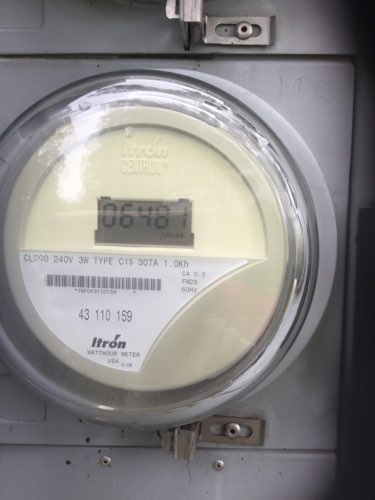 Itron
CENTRON®
06487
CL200 240V 3W TYPE C1S 30TA 1.0Kh
CA 0.5
FM2S
60Hz
43 110 159
Itron
WATTHOUR METER
USA